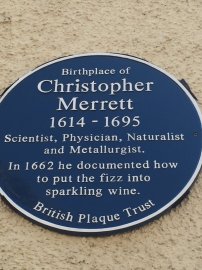 Birthplace of
Christopher
Merrett
1614 - 1695
Scientist, Physician, Naturalist
and Metallurgist.
In 1662 he documented how
to put the fizz into
sparkling wine.
British Plaque Trust